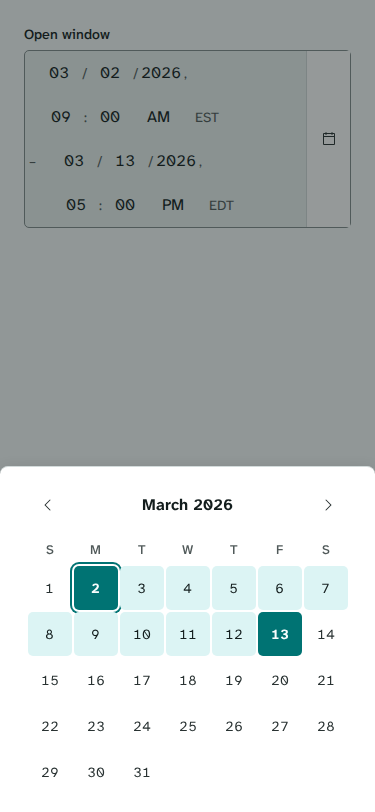 Open window
03 / 02 / 2026,
09 : 00 AM EST
– 03 / 13 / 2026,
05 : 00 PM EDT
March 2026
S M T W T F S
1 2 3 4 5 6 7
8 9 10 11 12 13 14
15 16 17 18 19 20 21
22 23 24 25 26 27 28
29 30 31